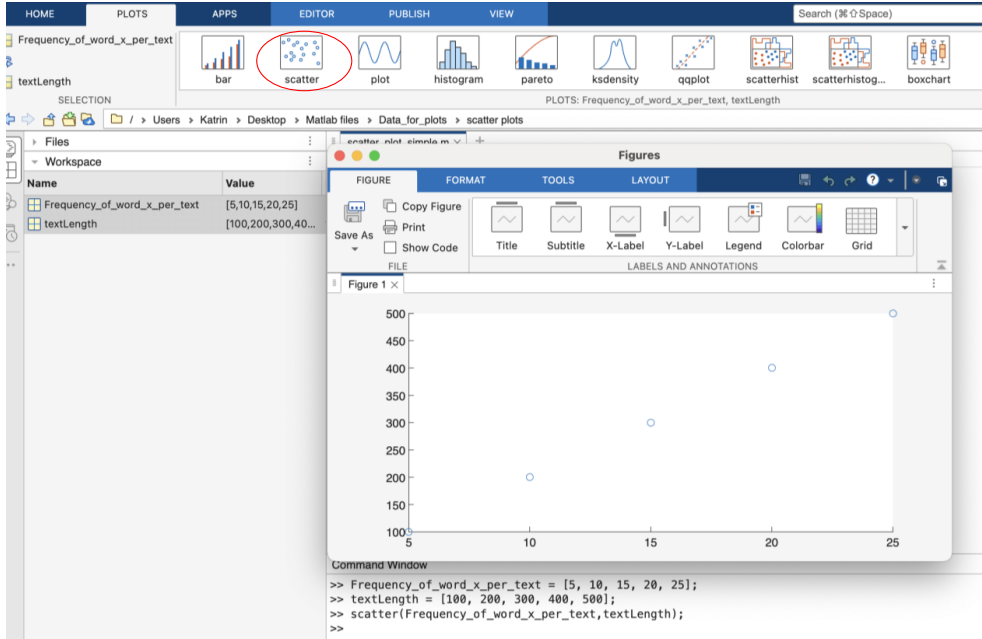 HOME PLOTS APPS EDITOR PUBLISH VIEW Search (⌘⇧Space)
Frequency_of_word_x_per_text
textLength
SELECTION
bar scatter plot histogram pareto ksdensity qqplot scatterhist scatterhistog... boxchart
PLOTS: Frequency_of_word_x_per_text, textLength
/ › Users › Katrin › Desktop › Matlab files › Data_for_plots › scatter plots
Files
Workspace
Name Value
Frequency_of_word_x_per_text [5,10,15,20,25]
textLength [100,200,300,40...
scatter_plot_simple.m
Figures
FIGURE FORMAT TOOLS LAYOUT
Save As
Copy Figure
Print
Show Code
FILE
Title Subtitle X-Label Y-Label Legend Colorbar Grid
LABELS AND ANNOTATIONS
Figure 1
500
450
400
350
300
250
200
150
100
5 10 15 20 25
Command Window
>> Frequency_of_word_x_per_text = [5, 10, 15, 20, 25];
>> textLength = [100, 200, 300, 400, 500];
>> scatter(Frequency_of_word_x_per_text,textLength);
>>